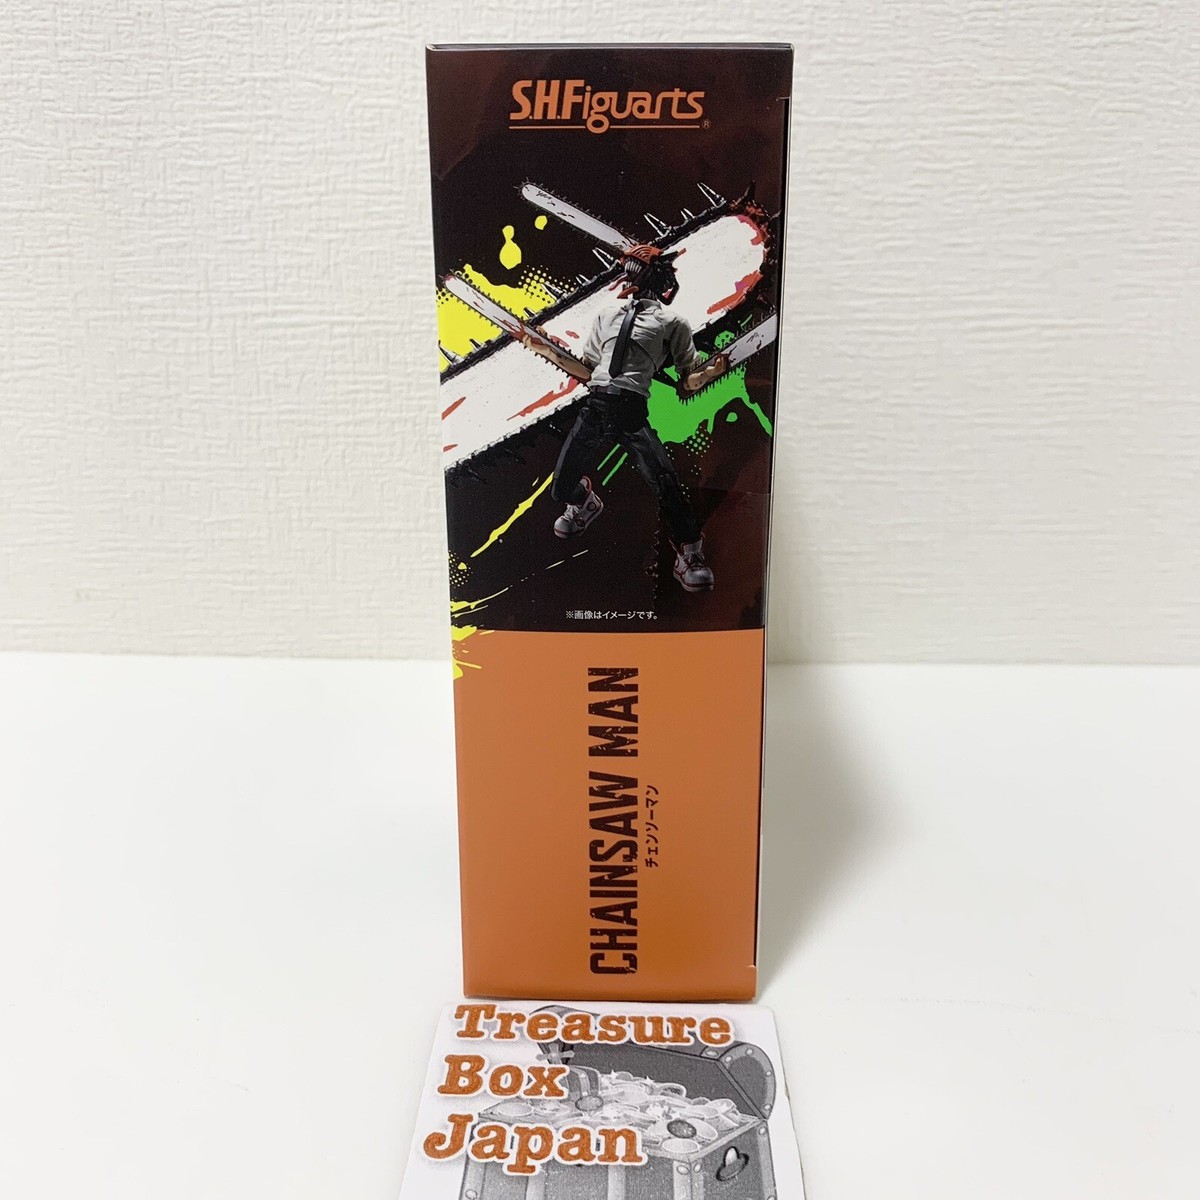 S.H.Figuarts®
※画像はイメージです。
CHAINSAW MAN
チェンソーマン
Treasure
Box
Japan